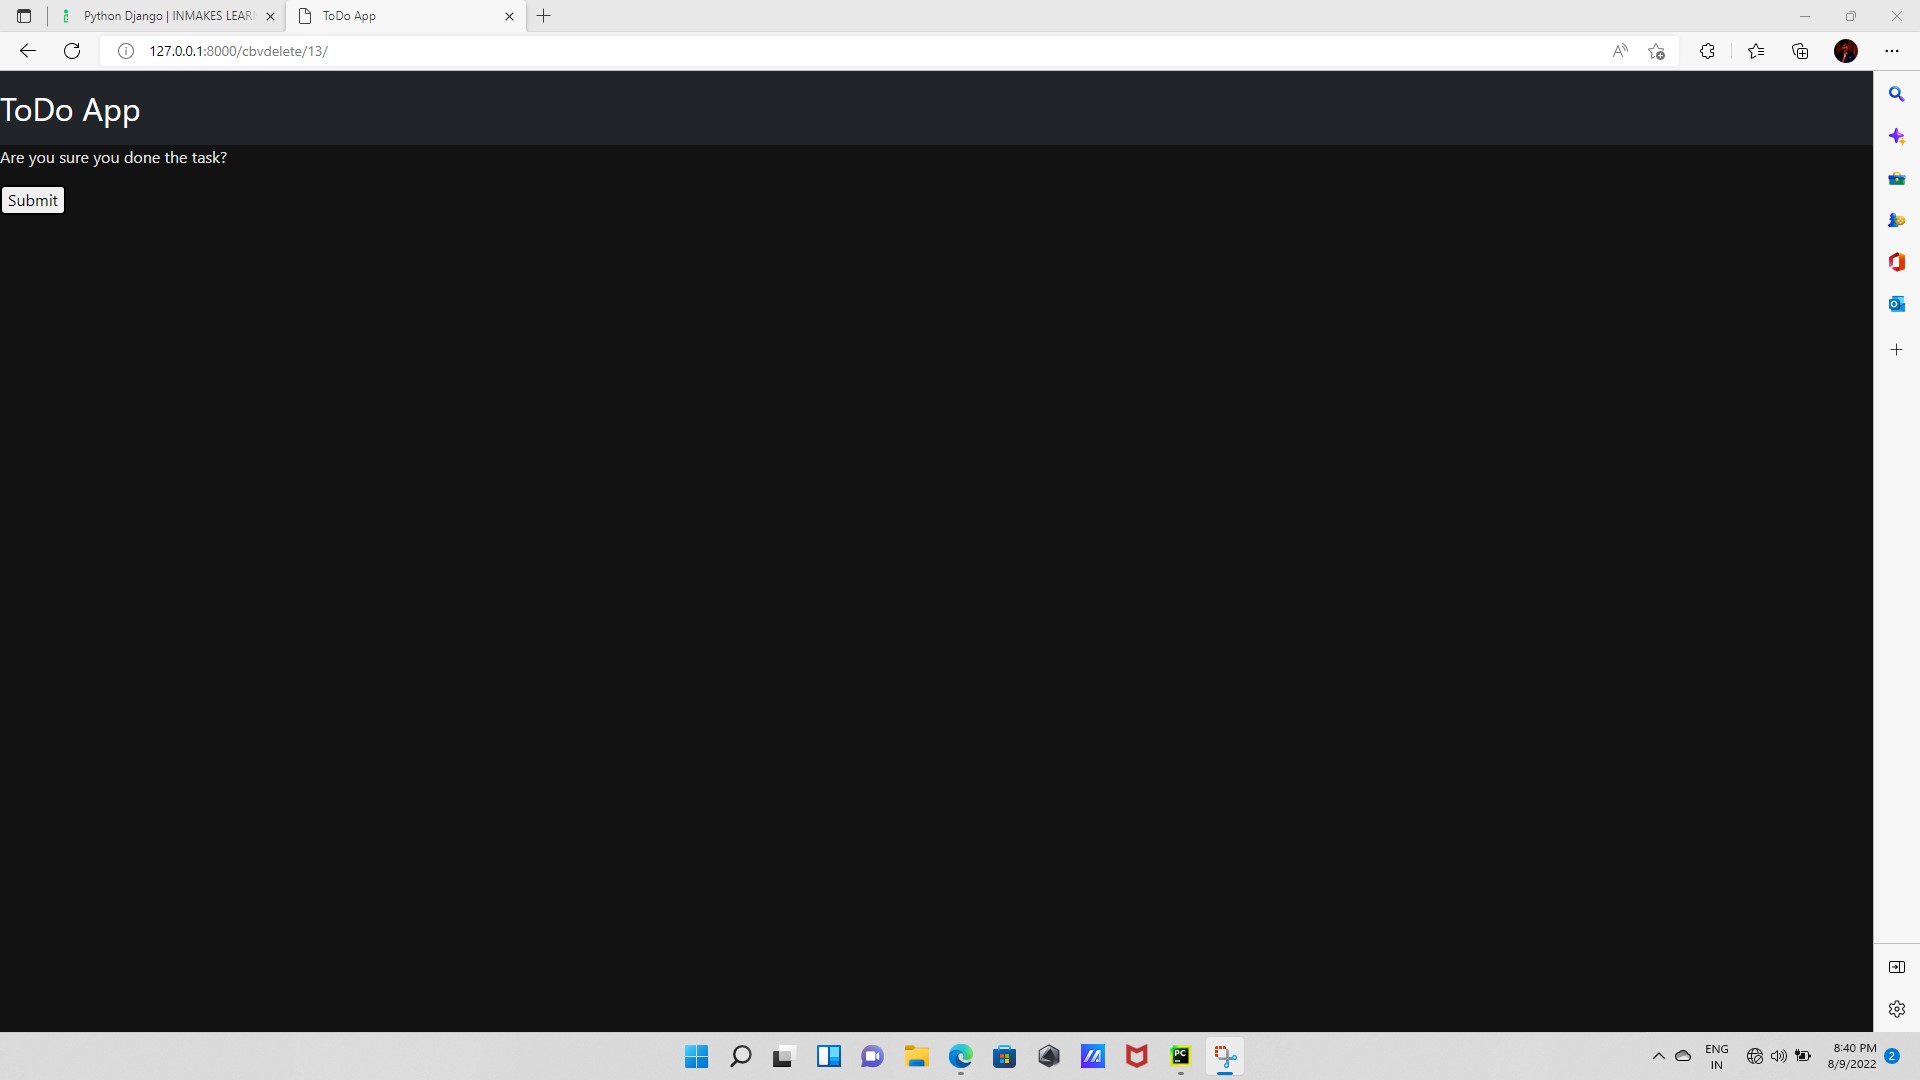 Python Django | INMAKES LEAR
ToDo App
127.0.0.1:8000/cbvdelete/13/
ToDo App
Are you sure you done the task?
Submit
PC
ENG
IN
8:40 PM
8/9/2022
2